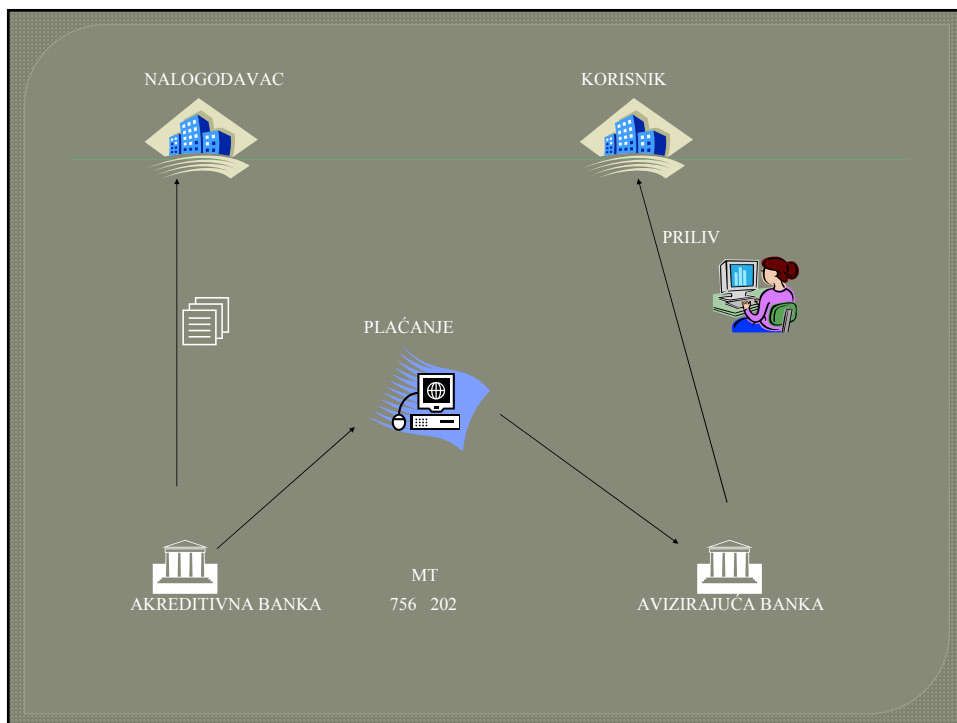 NALOGODAVAC
KORISNIK
PRILIV
PLAĆANJE
MT
756 202
AKREDITIVNA BANKA
AVIZIRAJUĆA BANKA